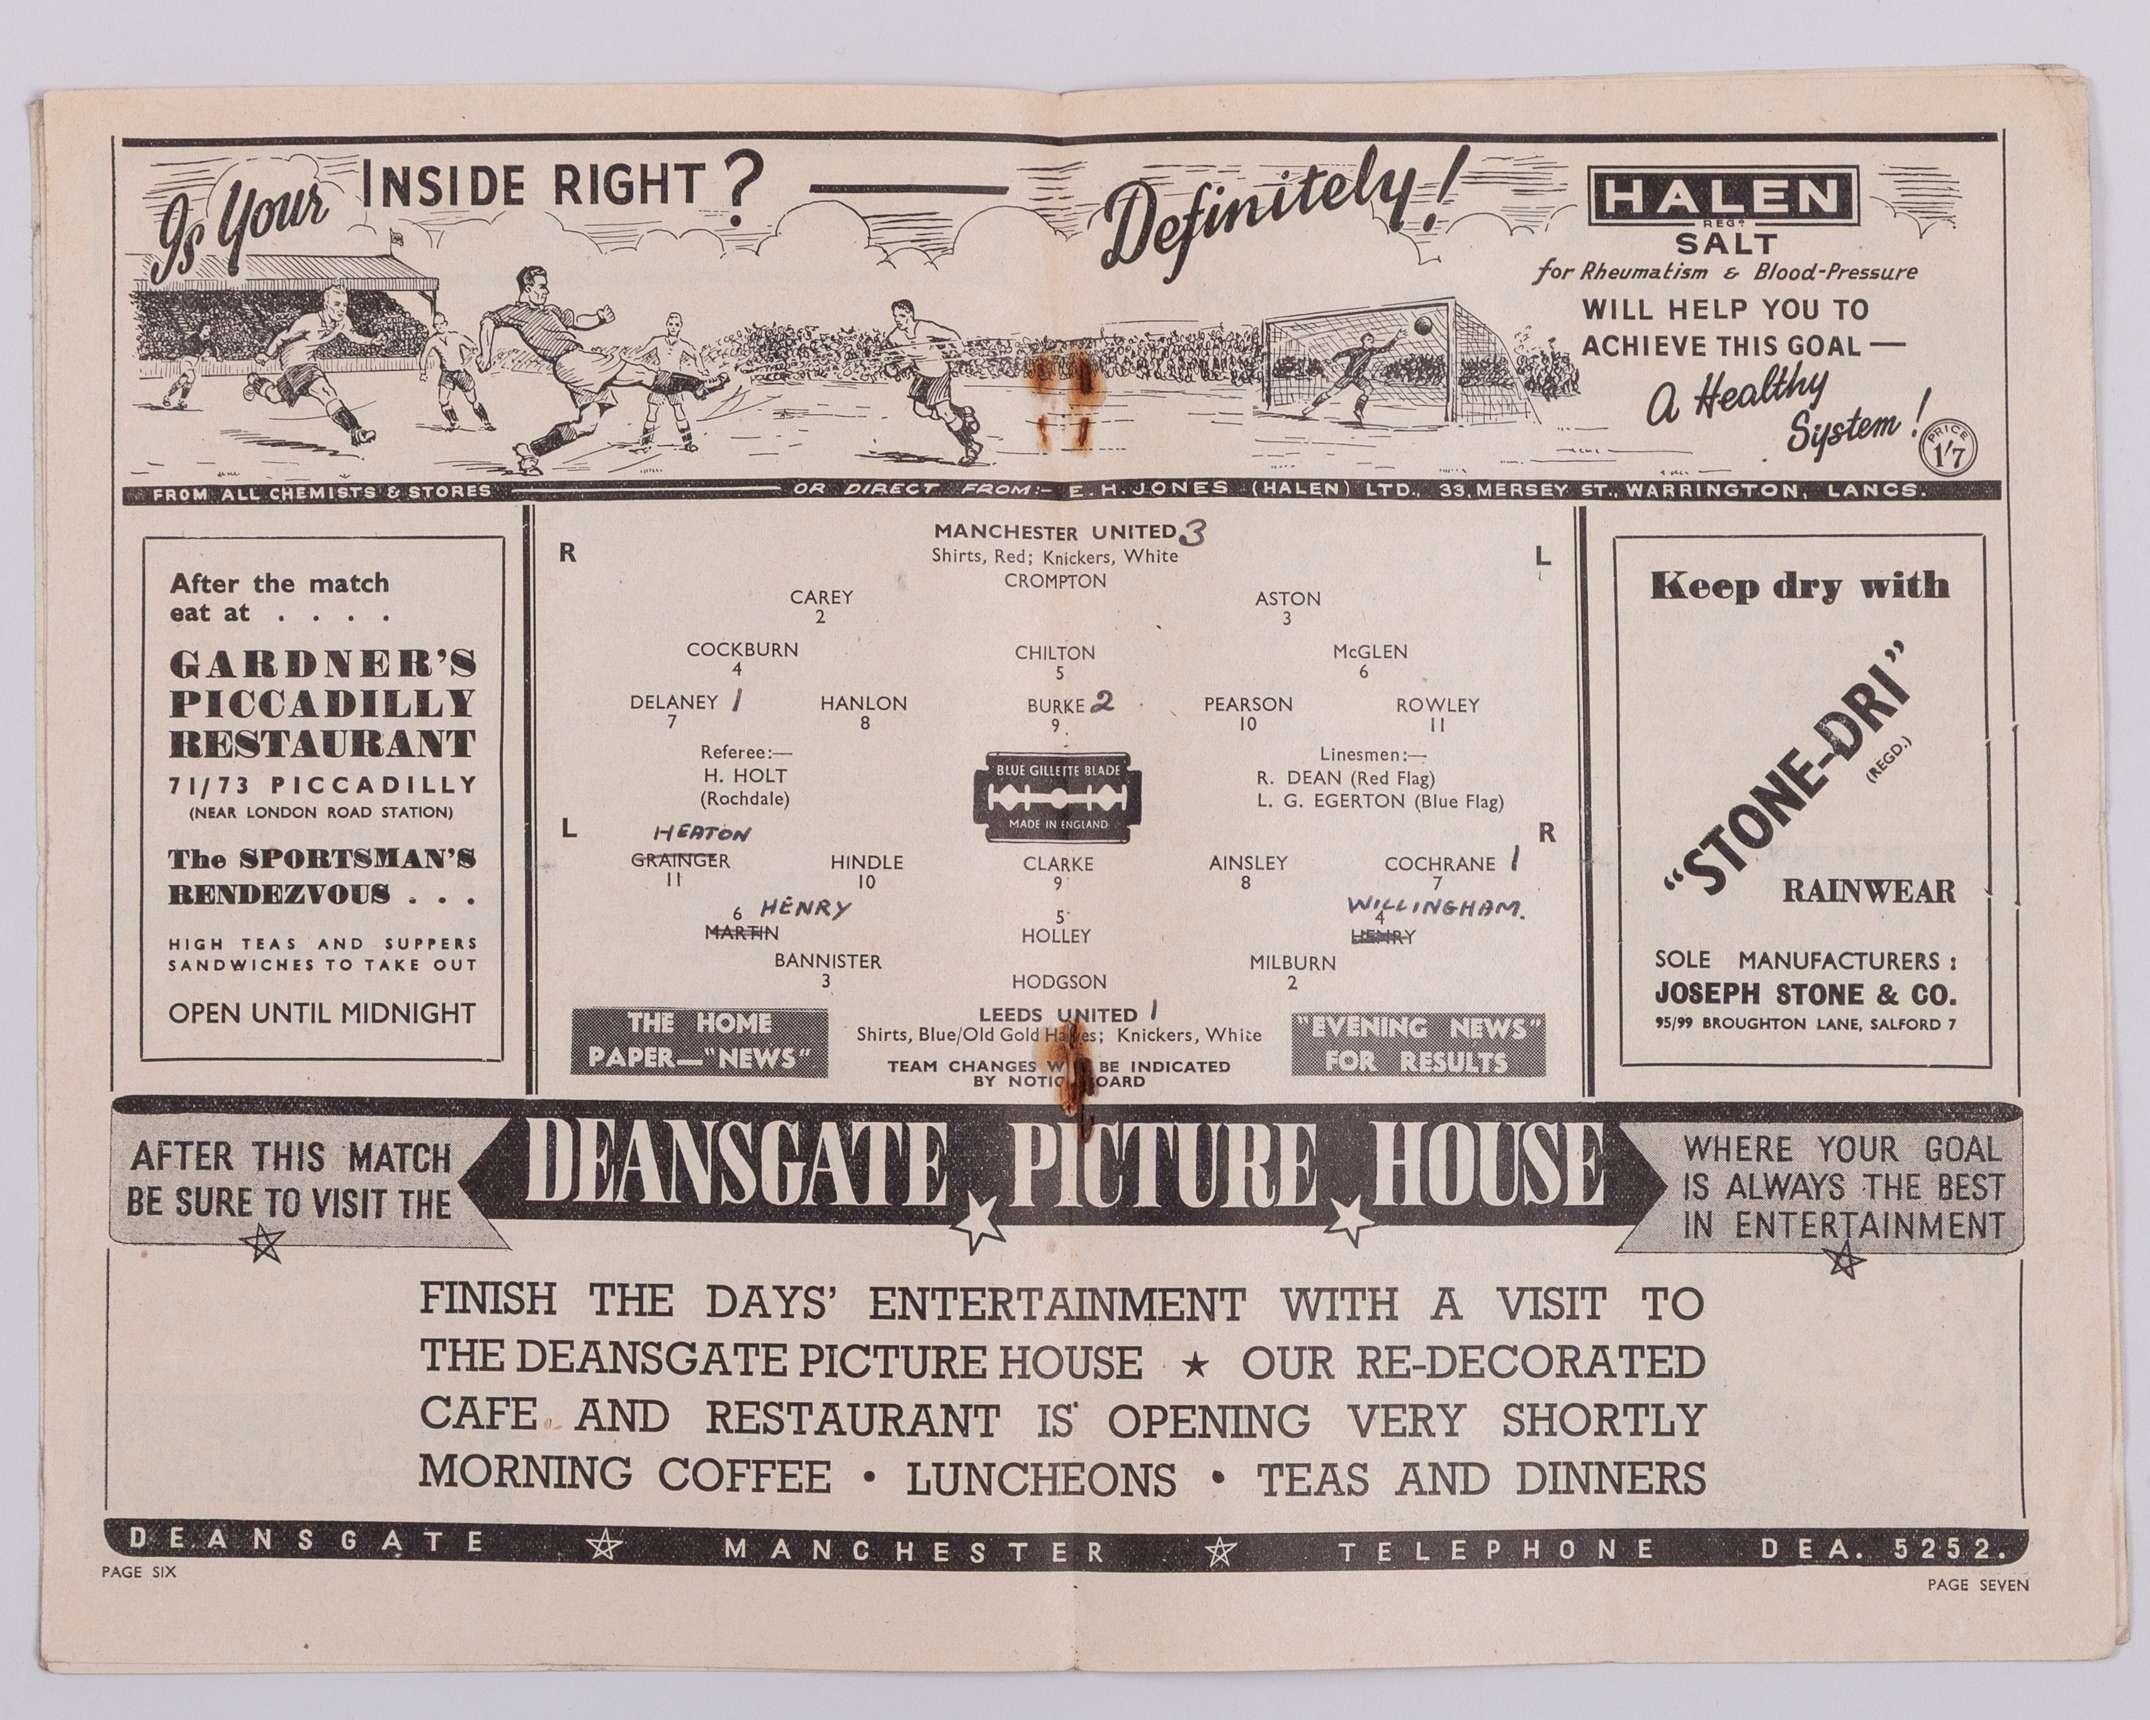 Is Your INSIDE RIGHT? — Definitely!
HALEN
REGD.
SALT
for Rheumatism & Blood-Pressure
WILL HELP YOU TO
ACHIEVE THIS GOAL —
A Healthy
System!
PRICE
1/7
FROM ALL CHEMISTS & STORES OR DIRECT FROM:- E. H. JONES (HALEN) LTD., 33, MERSEY ST., WARRINGTON, LANCS.
After the match
eat at . . . .
GARDNER'S
PICCADILLY
RESTAURANT
71/73 PICCADILLY
(NEAR LONDON ROAD STATION)
The SPORTSMAN'S
RENDEZVOUS . . .
HIGH TEAS AND SUPPERS
SANDWICHES TO TAKE OUT
OPEN UNTIL MIDNIGHT
MANCHESTER UNITED 3
R L
Shirts, Red; Knickers, White
CROMPTON
CAREY ASTON
2 3
COCKBURN CHILTON McGLEN
4 5 6
DELANEY 1 HANLON BURKE 2 PEARSON ROWLEY
7 8 9 10 11
Referee:— Linesmen:—
H. HOLT R. DEAN (Red Flag)
(Rochdale) L. G. EGERTON (Blue Flag)
BLUE GILLETTE BLADE
MADE IN ENGLAND
L R
HEATON
GRAINGER HINDLE CLARKE AINSLEY COCHRANE 1
11 10 9 8 7
6 HENRY 5 WILLINGHAM.
4
MARTIN HOLLEY HENRY
BANNISTER MILBURN
3 2
HODGSON
LEEDS UNITED 1
Shirts, Blue/Old Gold Halves; Knickers, White
TEAM CHANGES WILL BE INDICATED
BY NOTICE BOARD
THE HOME
PAPER—"NEWS"
"EVENING NEWS"
FOR RESULTS
Keep dry with
"STONE-DRI"
(REGD.)
RAINWEAR
SOLE MANUFACTURERS:
JOSEPH STONE & CO.
95/99 BROUGHTON LANE, SALFORD 7
AFTER THIS MATCH
BE SURE TO VISIT THE
DEANSGATE PICTURE HOUSE
WHERE YOUR GOAL
IS ALWAYS THE BEST
IN ENTERTAINMENT
FINISH THE DAYS' ENTERTAINMENT WITH A VISIT TO
THE DEANSGATE PICTURE HOUSE ★ OUR RE-DECORATED
CAFE AND RESTAURANT IS OPENING VERY SHORTLY
MORNING COFFEE • LUNCHEONS • TEAS AND DINNERS
DEANSGATE ☆ MANCHESTER ☆ TELEPHONE DEA. 5252.
PAGE SIX PAGE SEVEN